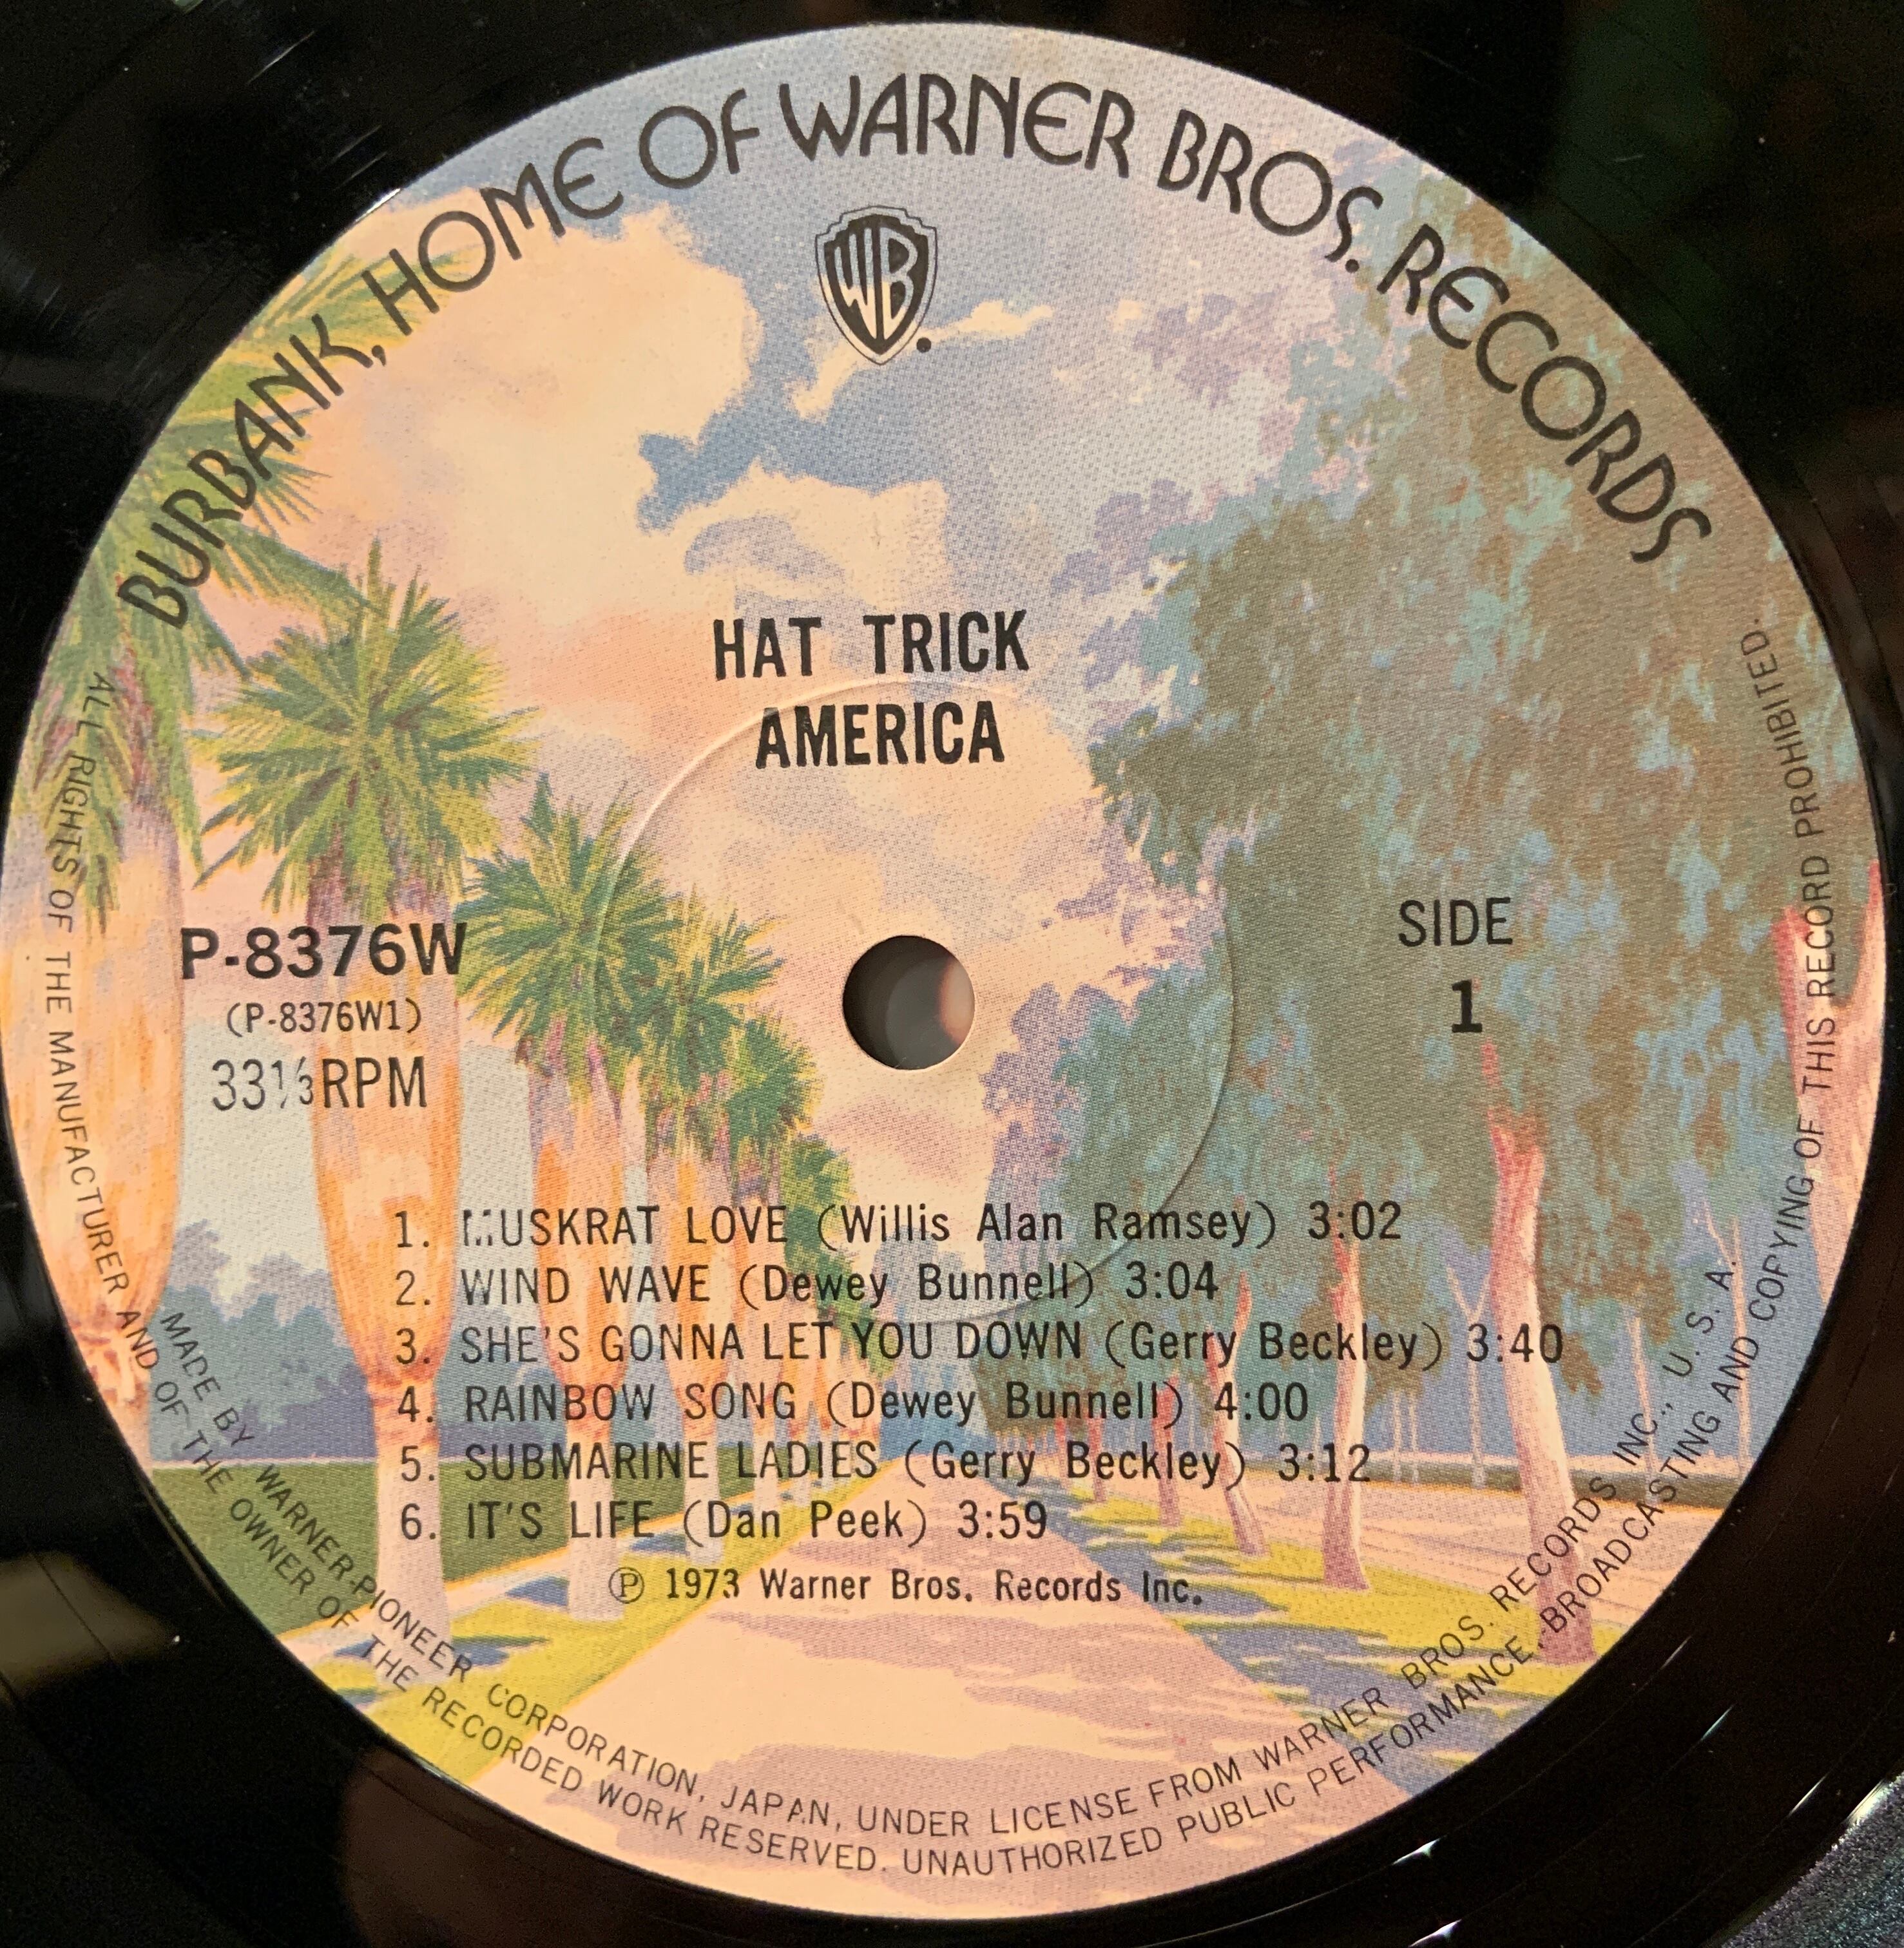 BURBANK, HOME OF WARNER BROS. RECORDS
WB
HAT TRICK
AMERICA
P-8376W
(P-8376W1)
33⅓RPM
SIDE
1
1. MUSKRAT LOVE (Willis Alan Ramsey) 3:02
2. WIND WAVE (Dewey Bunnell) 3:04
3. SHE'S GONNA LET YOU DOWN (Gerry Beckley) 3:40
4. RAINBOW SONG (Dewey Bunnell) 4:00
5. SUBMARINE LADIES (Gerry Beckley) 3:12
6. IT'S LIFE (Dan Peek) 3:59
Ⓟ 1973 Warner Bros. Records Inc.
MADE BY WARNER-PIONEER CORPORATION, JAPAN, UNDER LICENSE FROM WARNER BROS. RECORDS INC., U. S. A.
ALL RIGHTS OF THE MANUFACTURER AND OF THE OWNER OF THE RECORDED WORK RESERVED. UNAUTHORIZED PUBLIC PERFORMANCE, BROADCASTING AND COPYING OF THIS RECORD PROHIBITED.